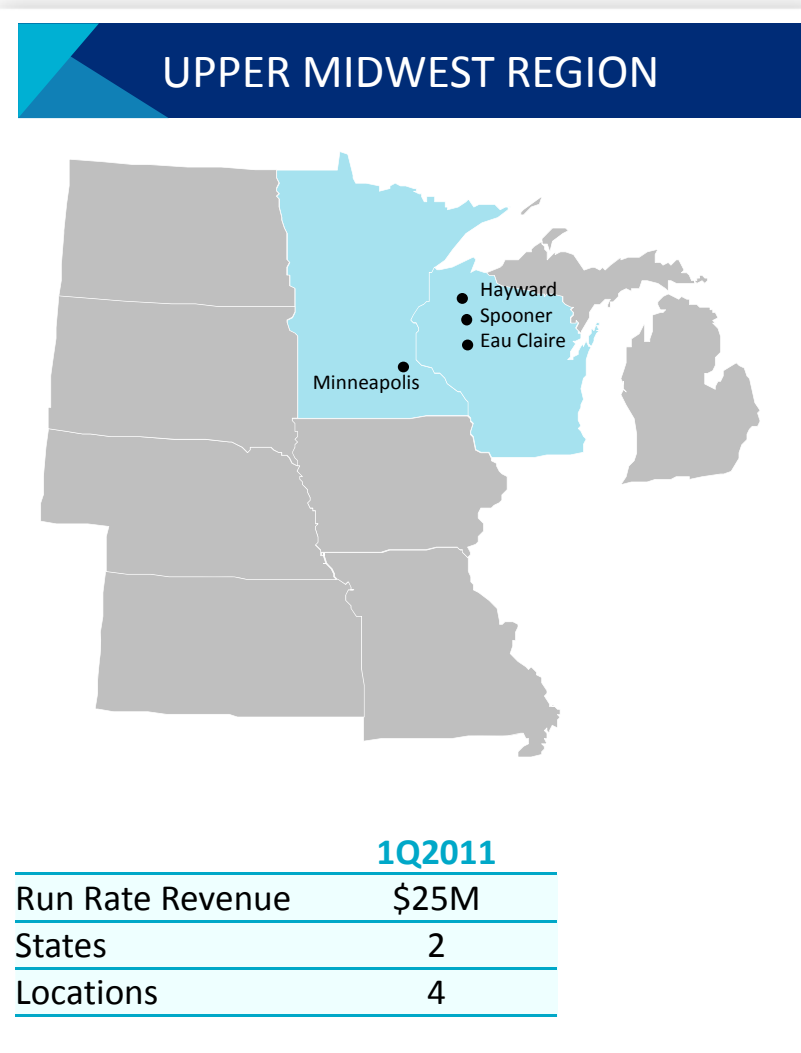 UPPER MIDWEST REGION
Hayward
Spooner
Eau Claire
Minneapolis
1Q2011
Run Rate Revenue $25M
States 2
Locations 4